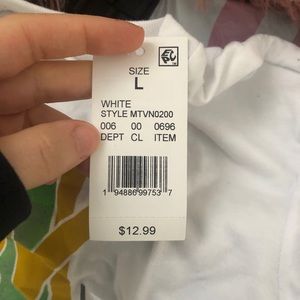 SIZE
L
WHITE
STYLE MTVN0200
006 00 0696
DEPT CL ITEM
1 94886 99753 7
$12.99